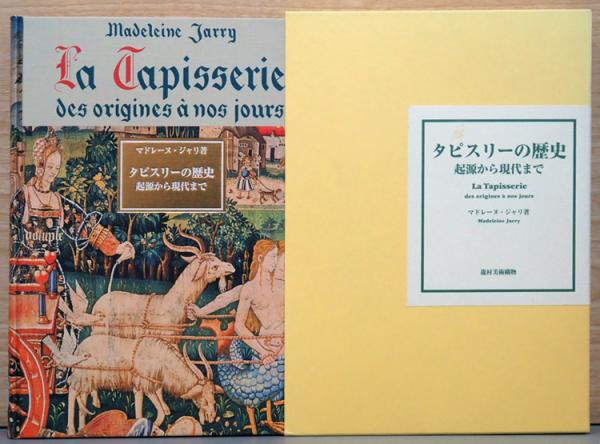 Madeleine Jarry
La Tapisserie
des origines à nos jours
マドレーヌ・ジャリ著
タピスリーの歴史
起源から現代まで
volupte
タピスリーの歴史
起源から現代まで
La Tapisserie
des origines à nos jours
マドレーヌ・ジャリ著
Madeleine Jarry
龍村美術織物